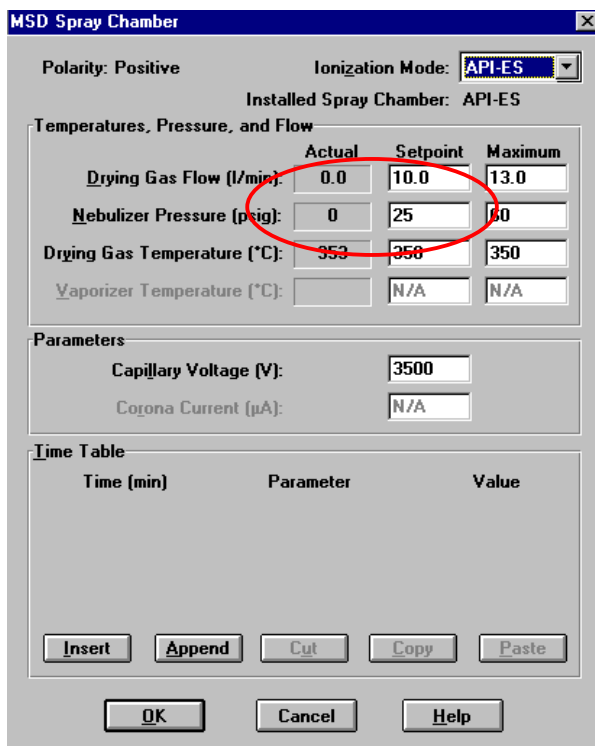 MSD Spray Chamber
Polarity: Positive Ionization Mode: API-ES
Installed Spray Chamber: API-ES
Temperatures, Pressure, and Flow
Actual Setpoint Maximum
Drying Gas Flow (l/min): 0.0 10.0 13.0
Nebulizer Pressure (psig): 0 25 60
Drying Gas Temperature (°C): 353 350 350
Vaporizer Temperature (°C): N/A N/A
Parameters
Capillary Voltage (V): 3500
Corona Current (µA): N/A
Time Table
Time (min) Parameter Value
Insert Append Cut Copy Paste
OK Cancel Help